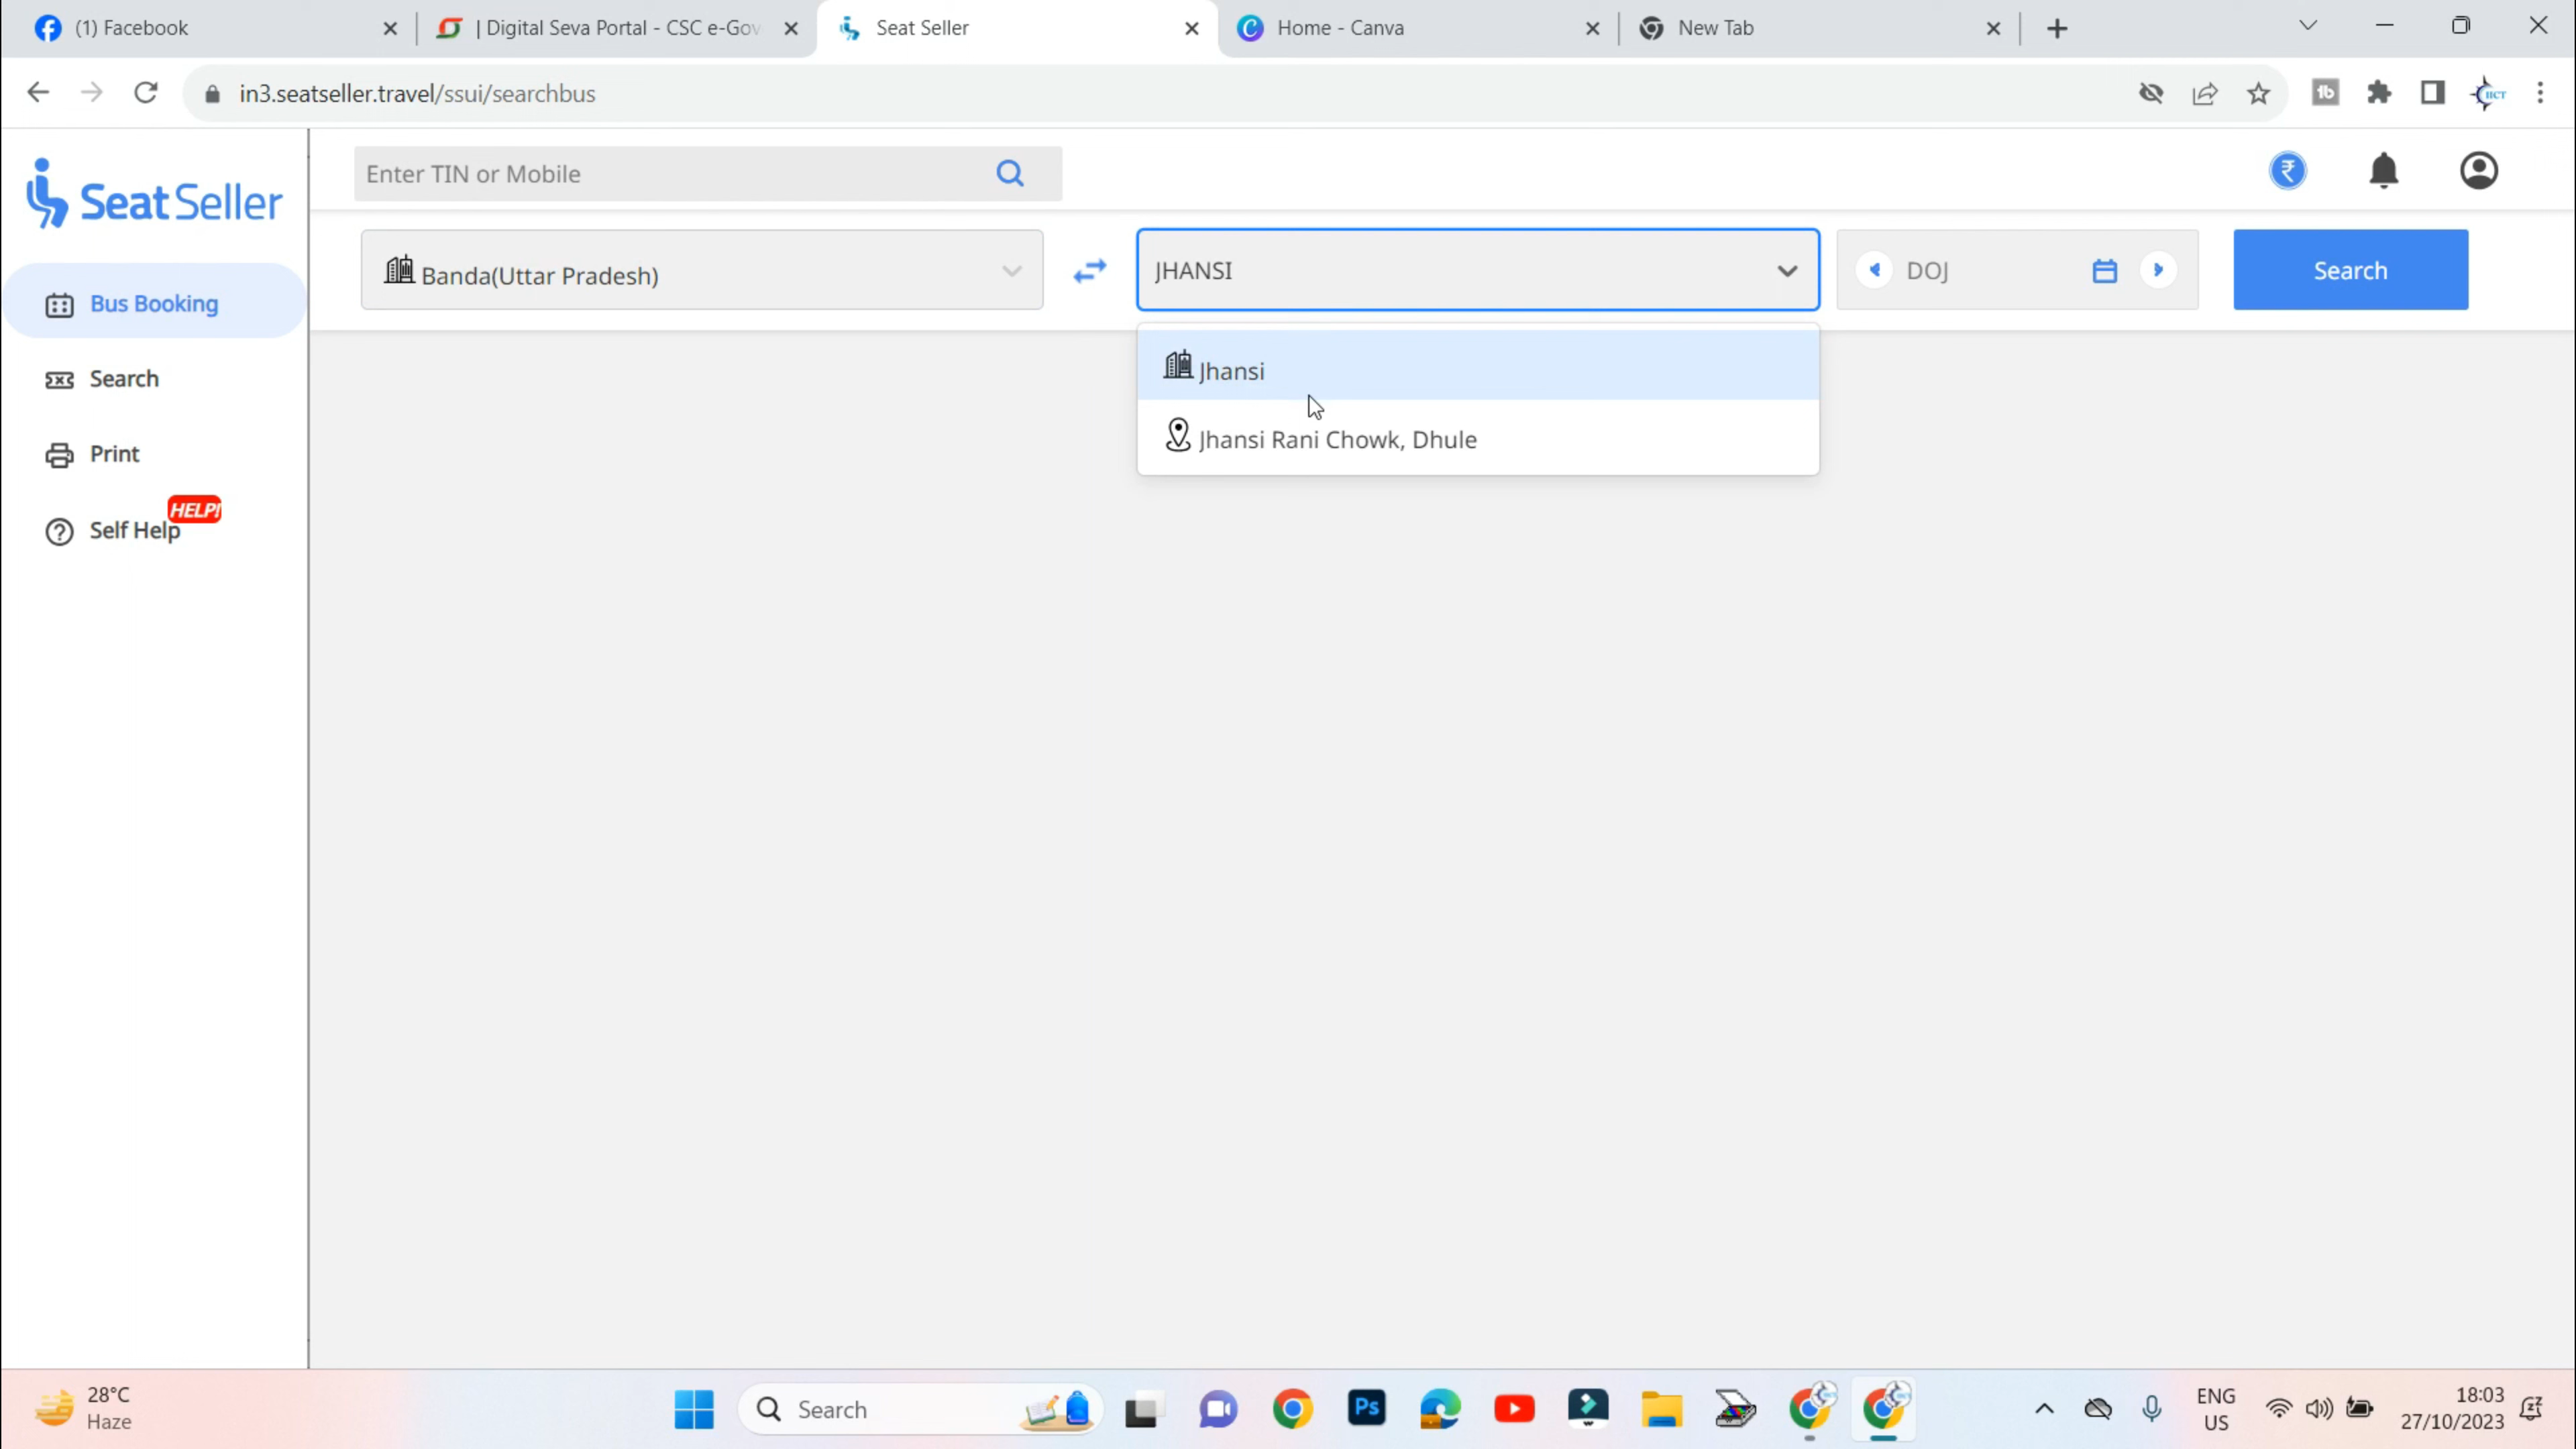 (1) Facebook
| Digital Seva Portal - CSC e-Gov
Seat Seller
Home - Canva
New Tab
in3.seatseller.travel/ssui/searchbus
SeatSeller
Enter TIN or Mobile
Banda(Uttar Pradesh)
JHANSI
DOJ
Search
Jhansi
Jhansi Rani Chowk, Dhule
Bus Booking
Search
Print
HELP!
Self Help
28°C
Haze
Search
Ps
ENG
US
18:03
27/10/2023